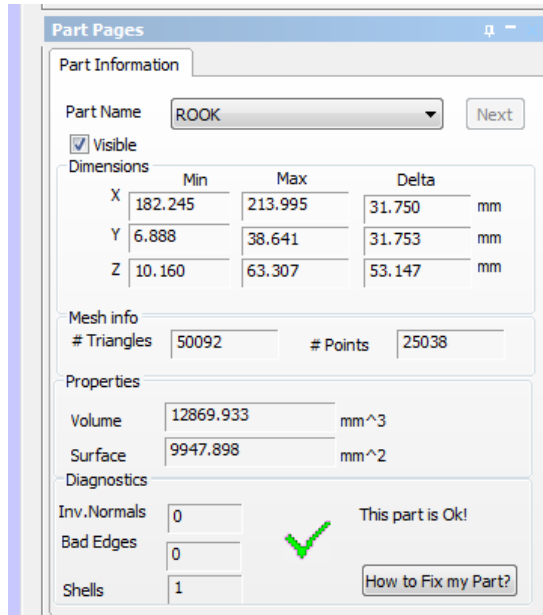 Part Pages
Part Information
Part Name ROOK Next
Visible
Dimensions
Min Max Delta
X 182.245 213.995 31.750 mm
Y 6.888 38.641 31.753 mm
Z 10.160 63.307 53.147 mm
Mesh info
# Triangles 50092 # Points 25038
Properties
Volume 12869.933 mm^3
Surface 9947.898 mm^2
Diagnostics
Inv.Normals 0 This part is Ok!
Bad Edges 0
Shells 1 How to Fix my Part?